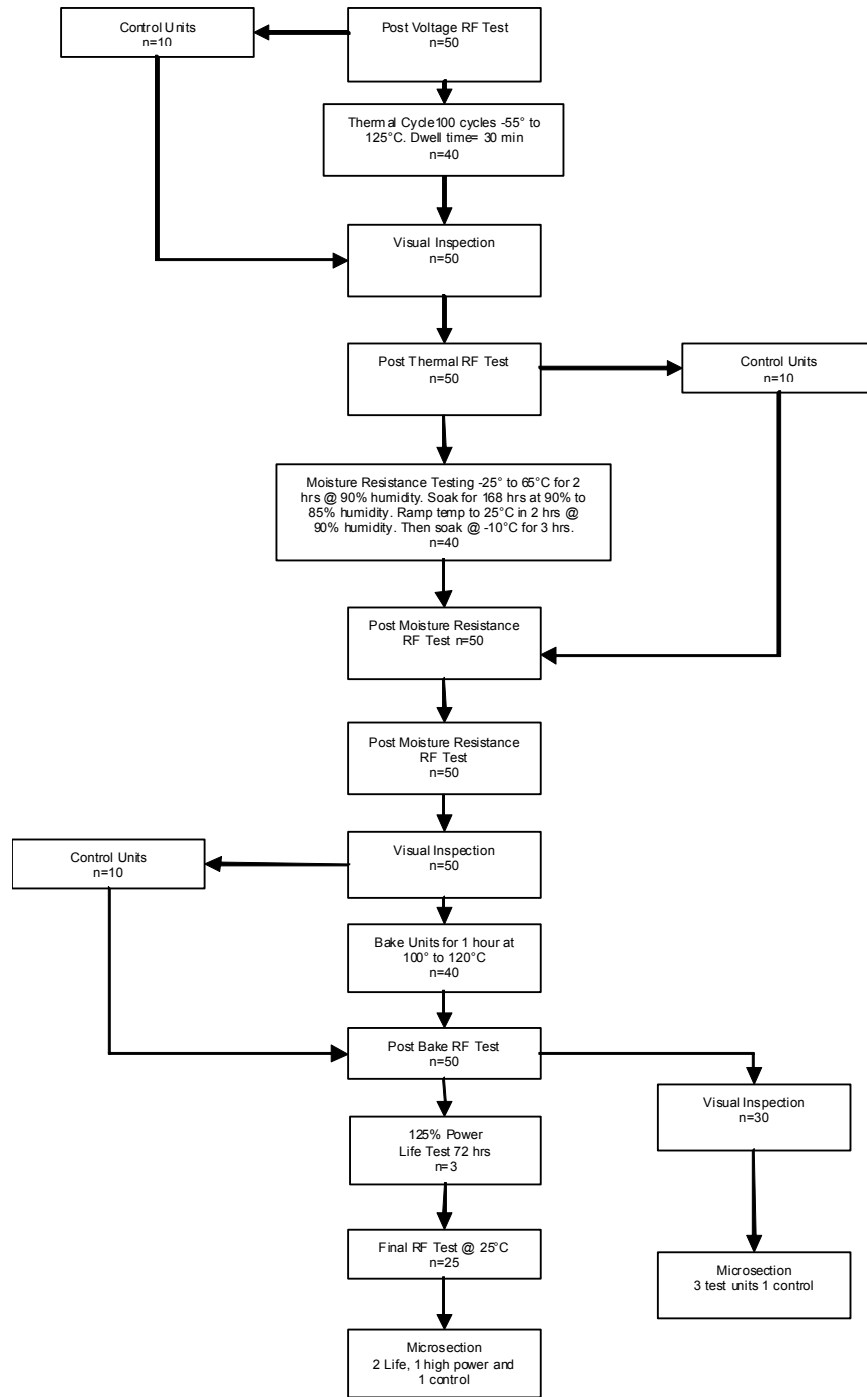 Control Units
n=10
Post Voltage RF Test
n=50
Thermal Cycle100 cycles -55° to
125°C. Dwell time= 30 min
n=40
Visual Inspection
n=50
Post Thermal RF Test
n=50
Control Units
n=10
Moisture Resistance Testing -25° to 65°C for 2
hrs @ 90% humidity. Soak for 168 hrs at 90% to
85% humidity. Ramp temp to 25°C in 2 hrs @
90% humidity. Then soak @ -10°C for 3 hrs.
n=40
Post Moisture Resistance
RF Test n=50
Post Moisture Resistance
RF Test
n=50
Control Units
n=10
Visual Inspection
n=50
Bake Units for 1 hour at
100° to 120°C
n=40
Post Bake RF Test
n=50
Visual Inspection
n=30
125% Power
Life Test 72 hrs
n=3
Final RF Test @ 25°C
n=25
Microsection
3 test units 1 control
Microsection
2 Life, 1 high power and
1 control